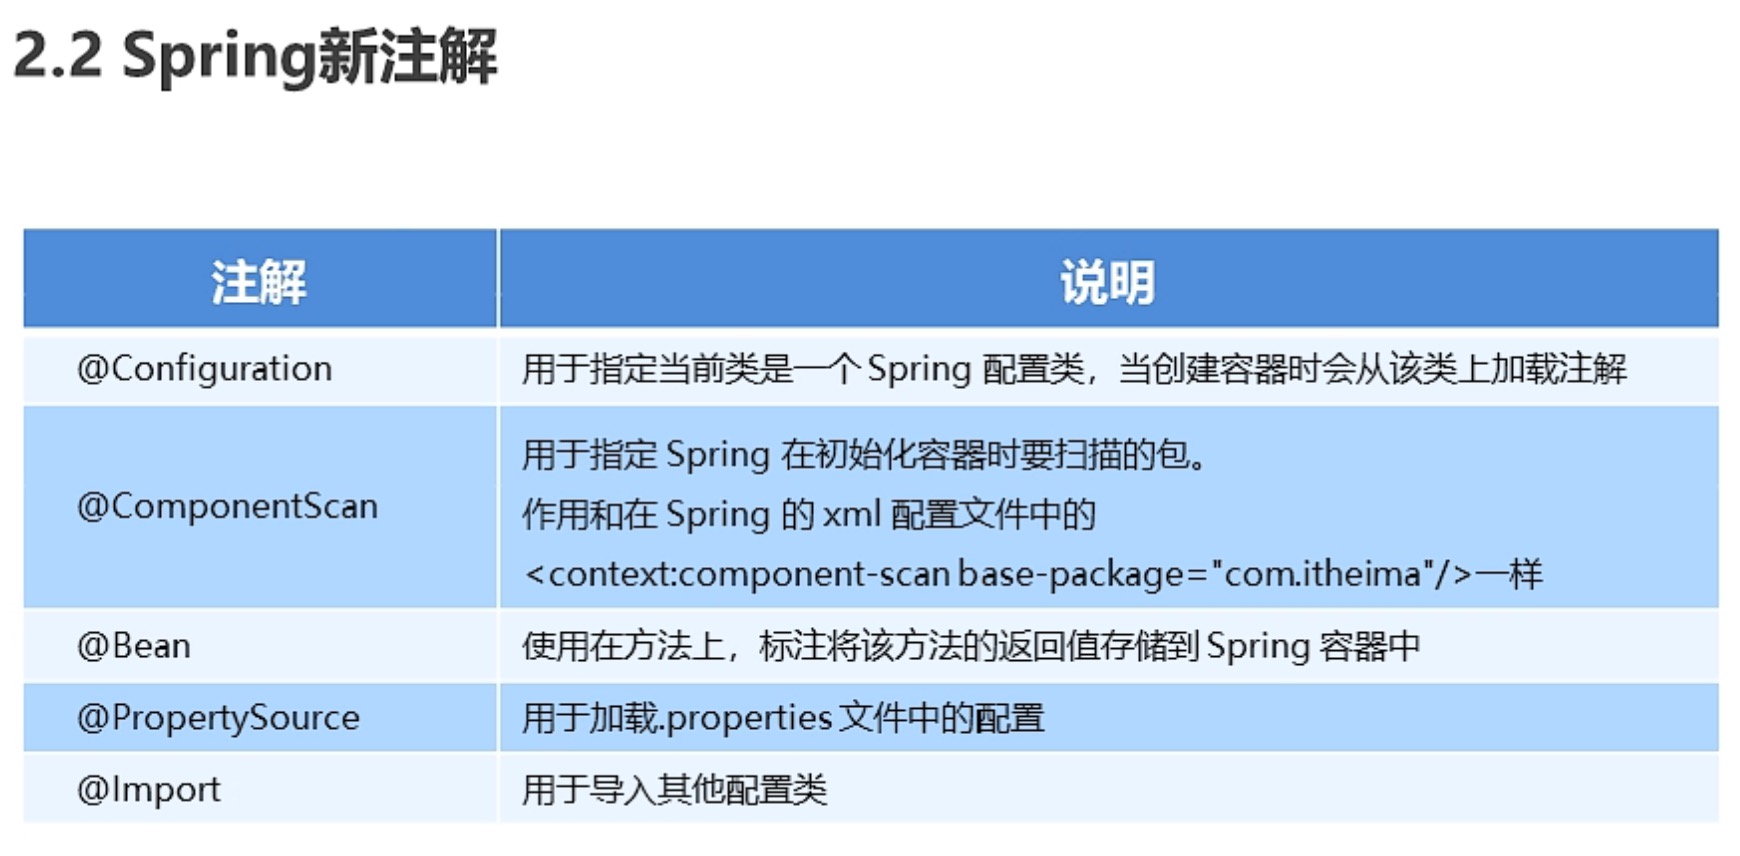 2.2 Spring新注解
注解 说明
@Configuration 用于指定当前类是一个 Spring 配置类，当创建容器时会从该类上加载注解
@ComponentScan
用于指定 Spring 在初始化容器时要扫描的包。
作用和在 Spring 的 xml 配置文件中的
<context:component-scan base-package="com.itheima"/>一样
@Bean 使用在方法上，标注将该方法的返回值存储到 Spring 容器中
@PropertySource 用于加载.properties 文件中的配置
@Import 用于导入其他配置类